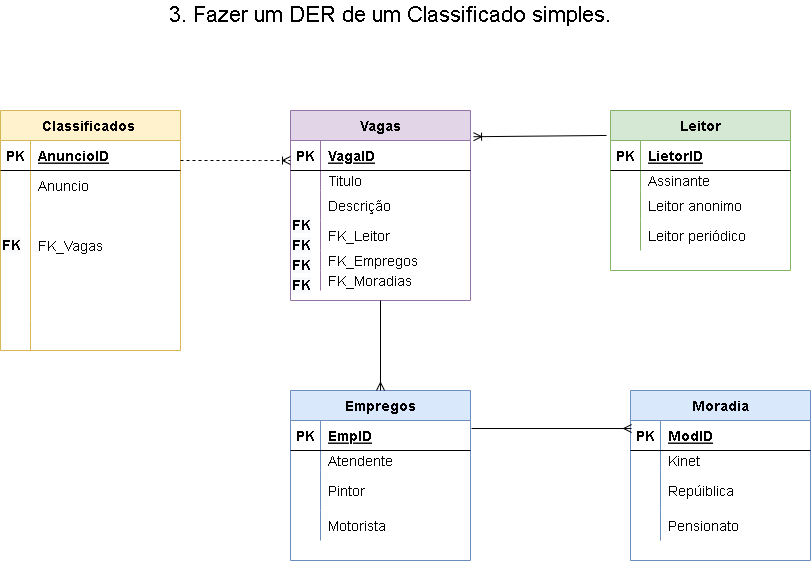 3. Fazer um DER de um Classificado simples.
Classificados
PK AnuncioID
Anuncio
FK FK_Vagas
Vagas
PK VagaID
Titulo
Descrição
FK
FK_Leitor
FK
FK FK_Empregos
FK FK_Moradias
Leitor
PK LietorID
Assinante
Leitor anonimo
Leitor periódico
Empregos
PK EmpID
Atendente
Pintor
Motorista
Moradia
PK ModID
Kinet
Repúiblica
Pensionato